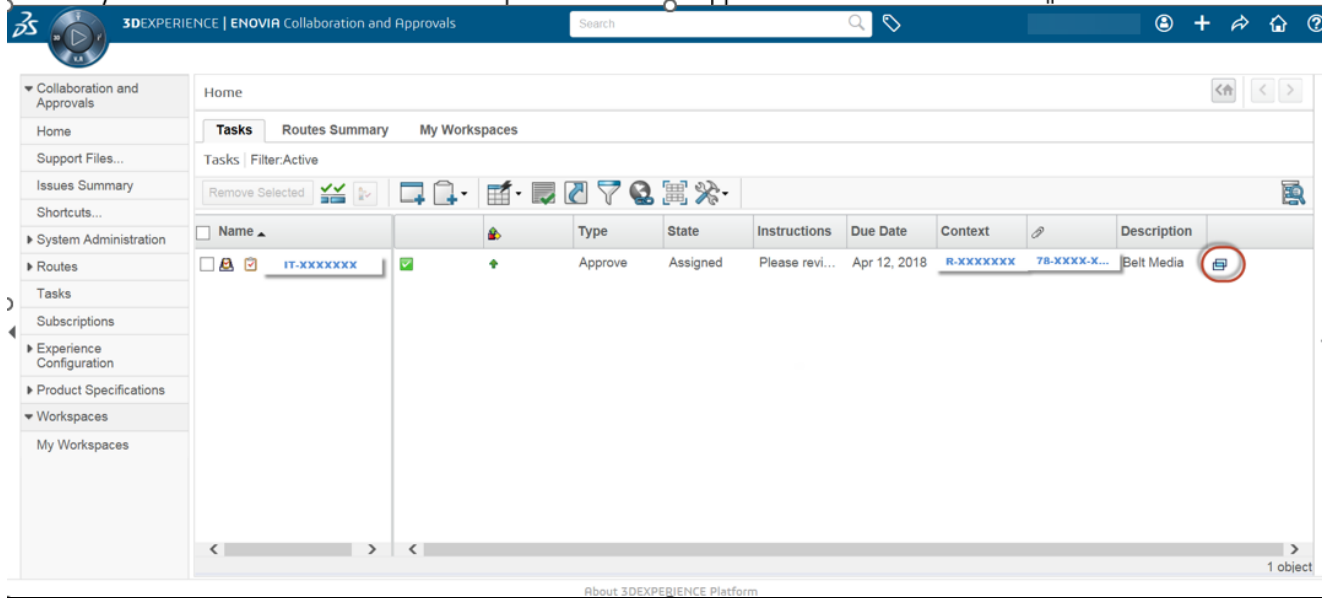 3DEXPERIENCE | ENOVIA Collaboration and Approvals
Search
3D
V.R
Collaboration and
Approvals
Home
Support Files...
Issues Summary
Shortcuts...
System Administration
Routes
Tasks
Subscriptions
Experience
Configuration
Product Specifications
Workspaces
My Workspaces
Home
Tasks Routes Summary My Workspaces
Tasks | Filter:Active
Remove Selected
Name Type State Instructions Due Date Context Description
IT-XXXXXXX Approve Assigned Please revi... Apr 12, 2018 R-XXXXXXX 78-XXXX-X... Belt Media
1 object
About 3DEXPERIENCE Platform